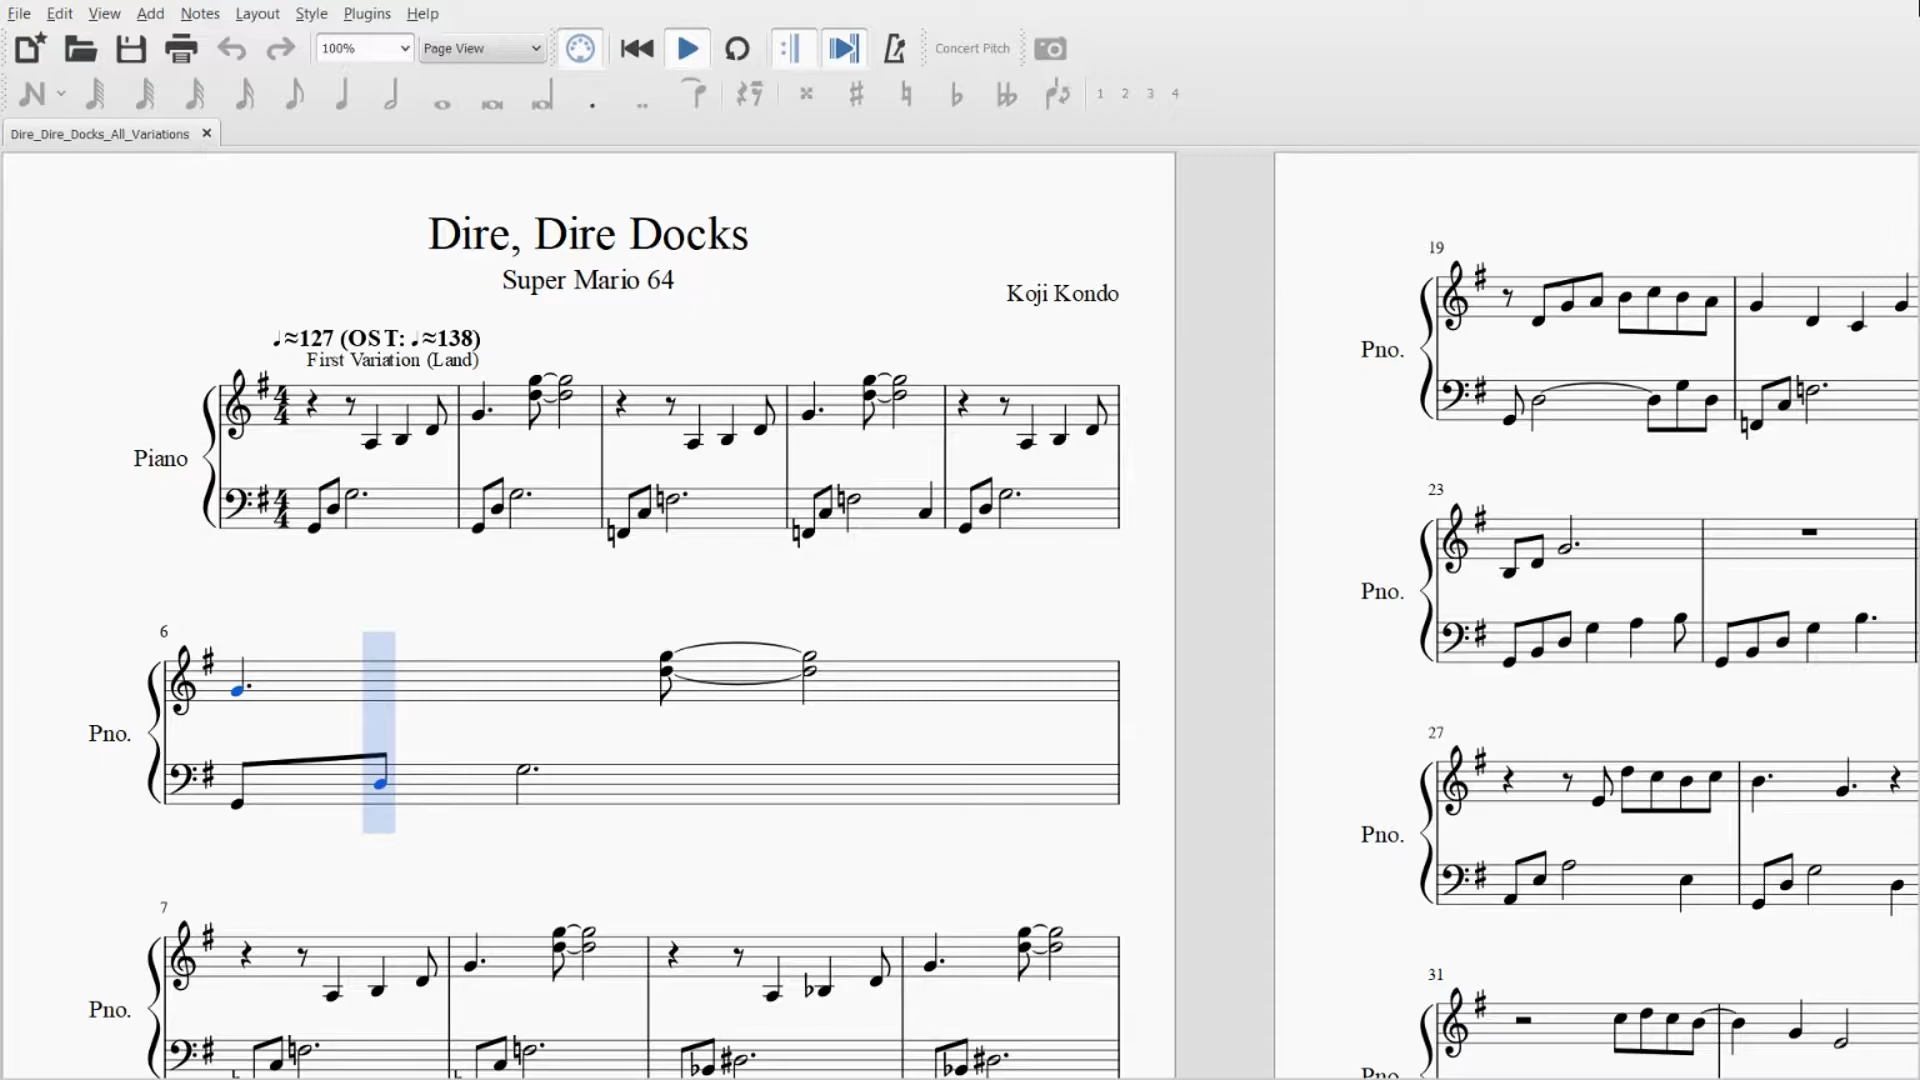 File Edit View Add Notes Layout Style Plugins Help
100% Page View Concert Pitch
1 2 3 4
Dire_Dire_Docks_All_Variations
Dire, Dire Docks
Super Mario 64
Koji Kondo
♩≈127 (OST: ♩≈138)
First Variation (Land)
Piano
6
Pno.
7
Pno.
19
Pno.
23
Pno.
27
Pno.
31
Pno.